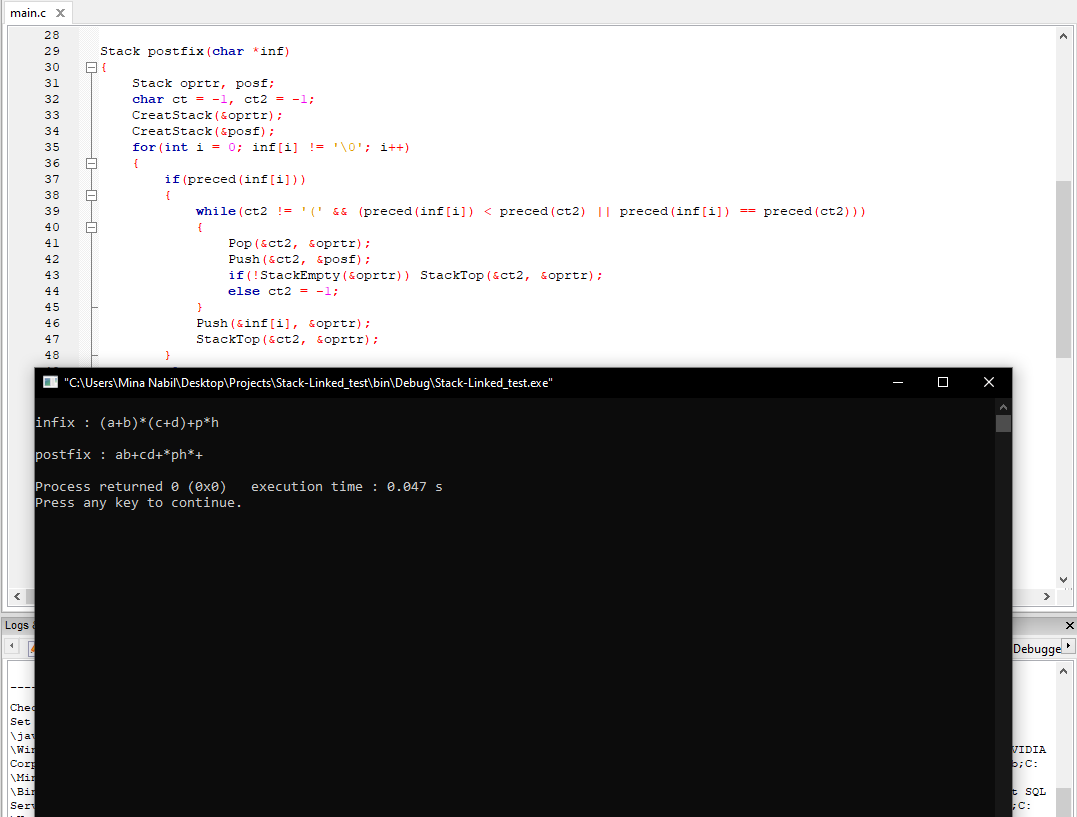 main.c
28
29 Stack postfix(char *inf)
30 {
31 Stack oprtr, posf;
32 char ct = -1, ct2 = -1;
33 CreatStack(&oprtr);
34 CreatStack(&posf);
35 for(int i = 0; inf[i] != '\0'; i++)
36 {
37 if(preced(inf[i]))
38 {
39 while(ct2 != '(' && (preced(inf[i]) < preced(ct2) || preced(inf[i]) == preced(ct2)))
40 {
41 Pop(&ct2, &oprtr);
42 Push(&ct2, &posf);
43 if(!StackEmpty(&oprtr)) StackTop(&ct2, &oprtr);
44 else ct2 = -1;
45 }
46 Push(&inf[i], &oprtr);
47 StackTop(&ct2, &oprtr);
48 }
"C:\Users\Mina Nabil\Desktop\Projects\Stack-Linked_test\bin\Debug\Stack-Linked_test.exe"
infix : (a+b)*(c+d)+p*h
postfix : ab+cd+*ph*+
Process returned 0 (0x0)   execution time : 0.047 s
Press any key to continue.
Logs
Debugge
----
Chec
Set
\jav
\Win VIDIA
Corp b;C:
\Min
\Bin t SQL
Serv ;C: